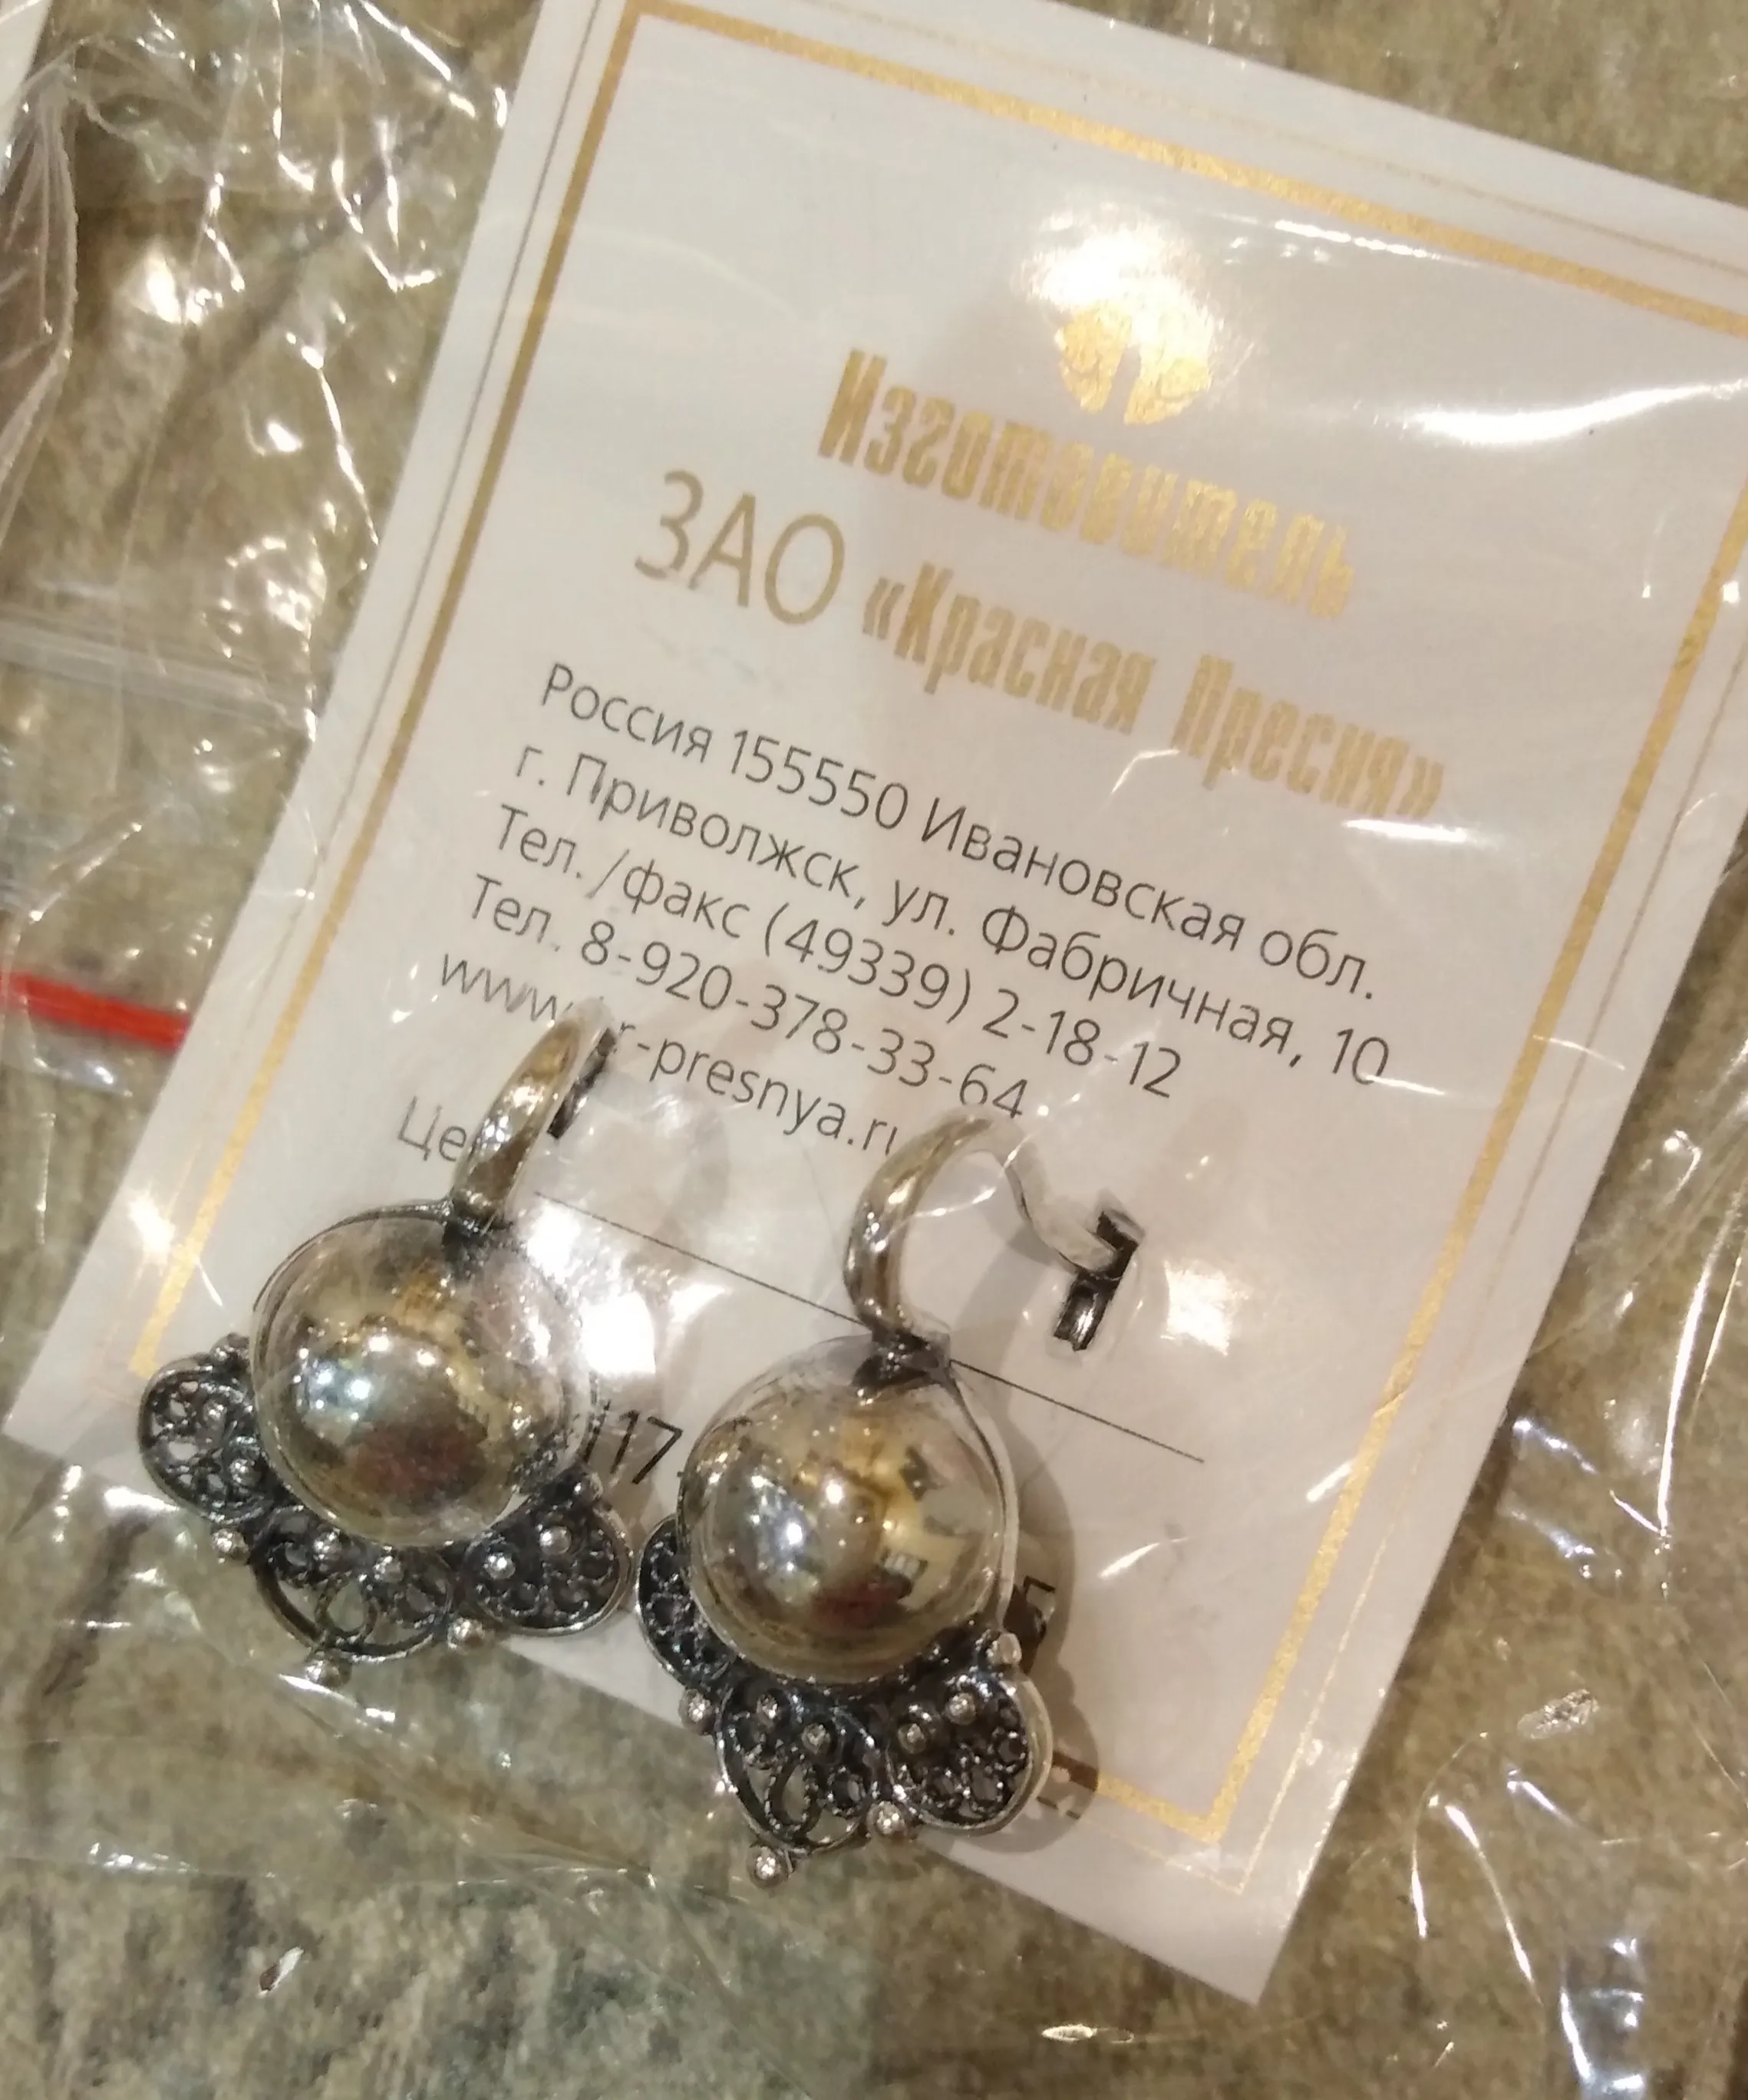 Изготовитель
ЗАО «Красная Пресня»
Россия 155550 Ивановская обл.
г. Приволжск, ул. Фабричная, 10
Тел. /факс (49339) 2-18-12
Тел. 8-920-378-33-64